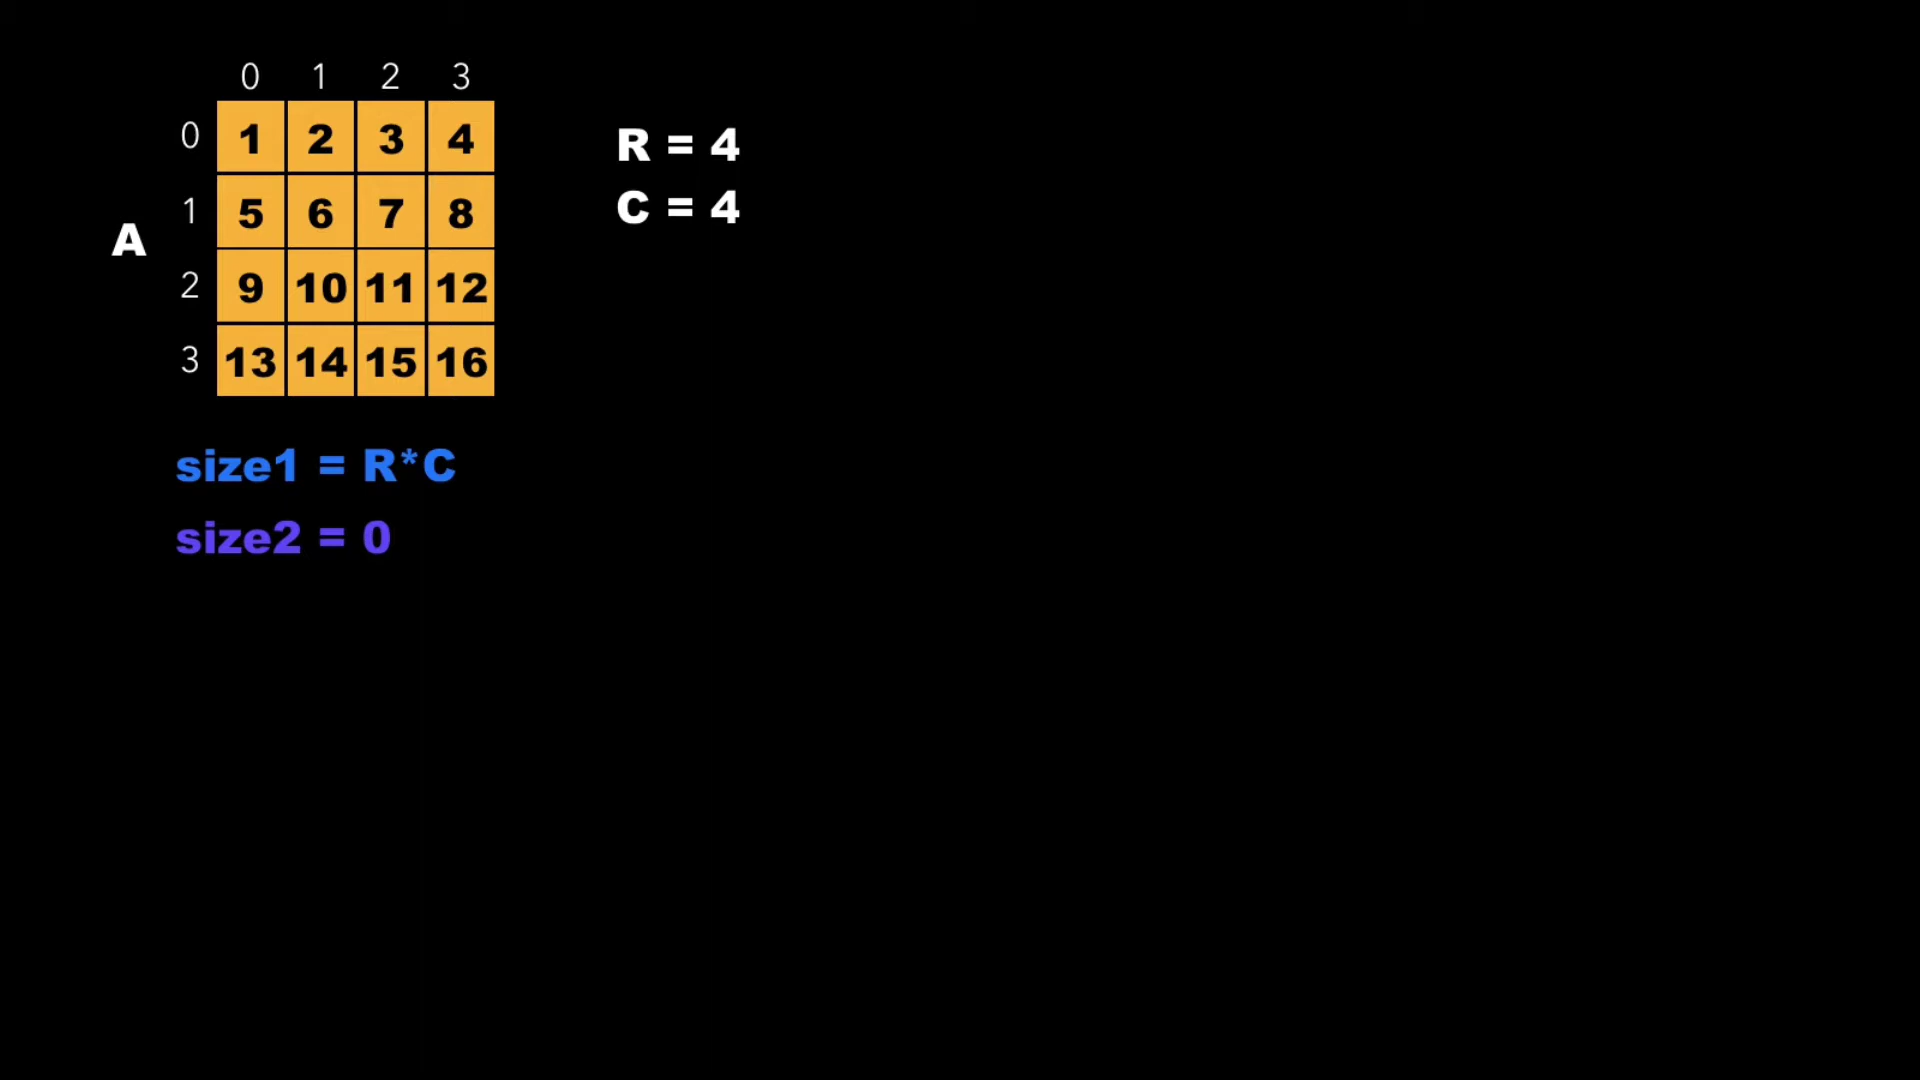 0 1 2 3
0 1 2 3 4
R = 4
1 5 6 7 8
C = 4
A
2 9 10 11 12
3 13 14 15 16
size1 = R*C
size2 = 0